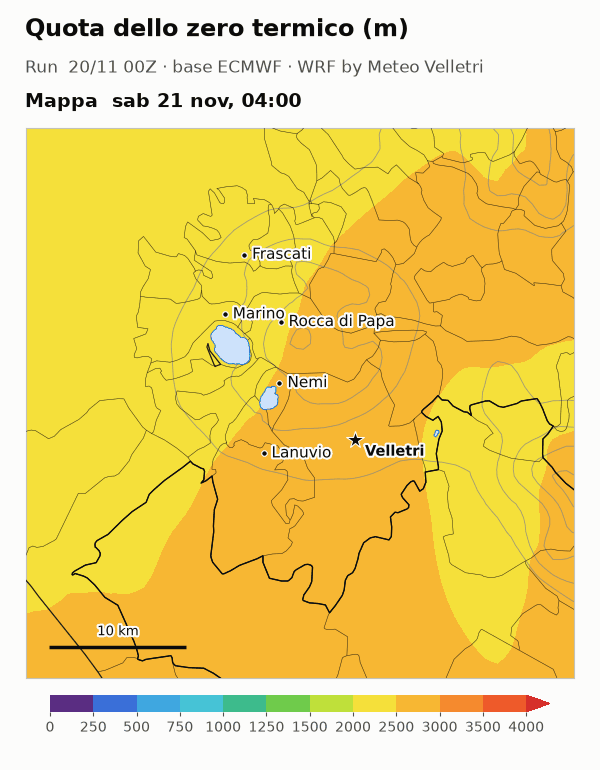 Quota dello zero termico (m)
Run  20/11 00Z · base ECMWF · WRF by Meteo Velletri
Mappa  sab 21 nov, 04:00
Frascati
Marino
Rocca di Papa
Nemi
Velletri
Lanuvio
10 km
0 250 500 750 1000 1250 1500 2000 2500 3000 3500 4000